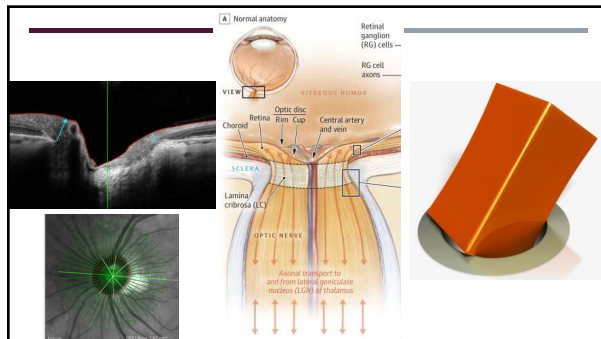 A Normal anatomy
Retinal
ganglion
(RG) cells
RG cell
axons
VIEW
VITREOUS HUMOR
Optic disc
Rim Cup
Central artery
and vein
Retina
Choroid
SCLERA
Lamina
cribrosa (LC)
OPTIC NERVE
Axonal transport to
and from lateral geniculate
nucleus (LGN) of thalamus